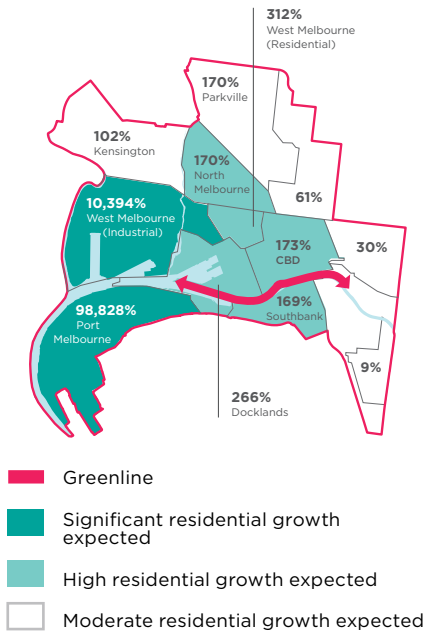 312%
West Melbourne
(Residential)
170%
Parkville
102%
Kensington
170%
North
Melbourne
61%
10,394%
West Melbourne
(Industrial)
173%
CBD
30%
98,828%
Port
Melbourne
169%
Southbank
9%
266%
Docklands
Greenline
Significant residential growth
expected
High residential growth expected
Moderate residential growth expected